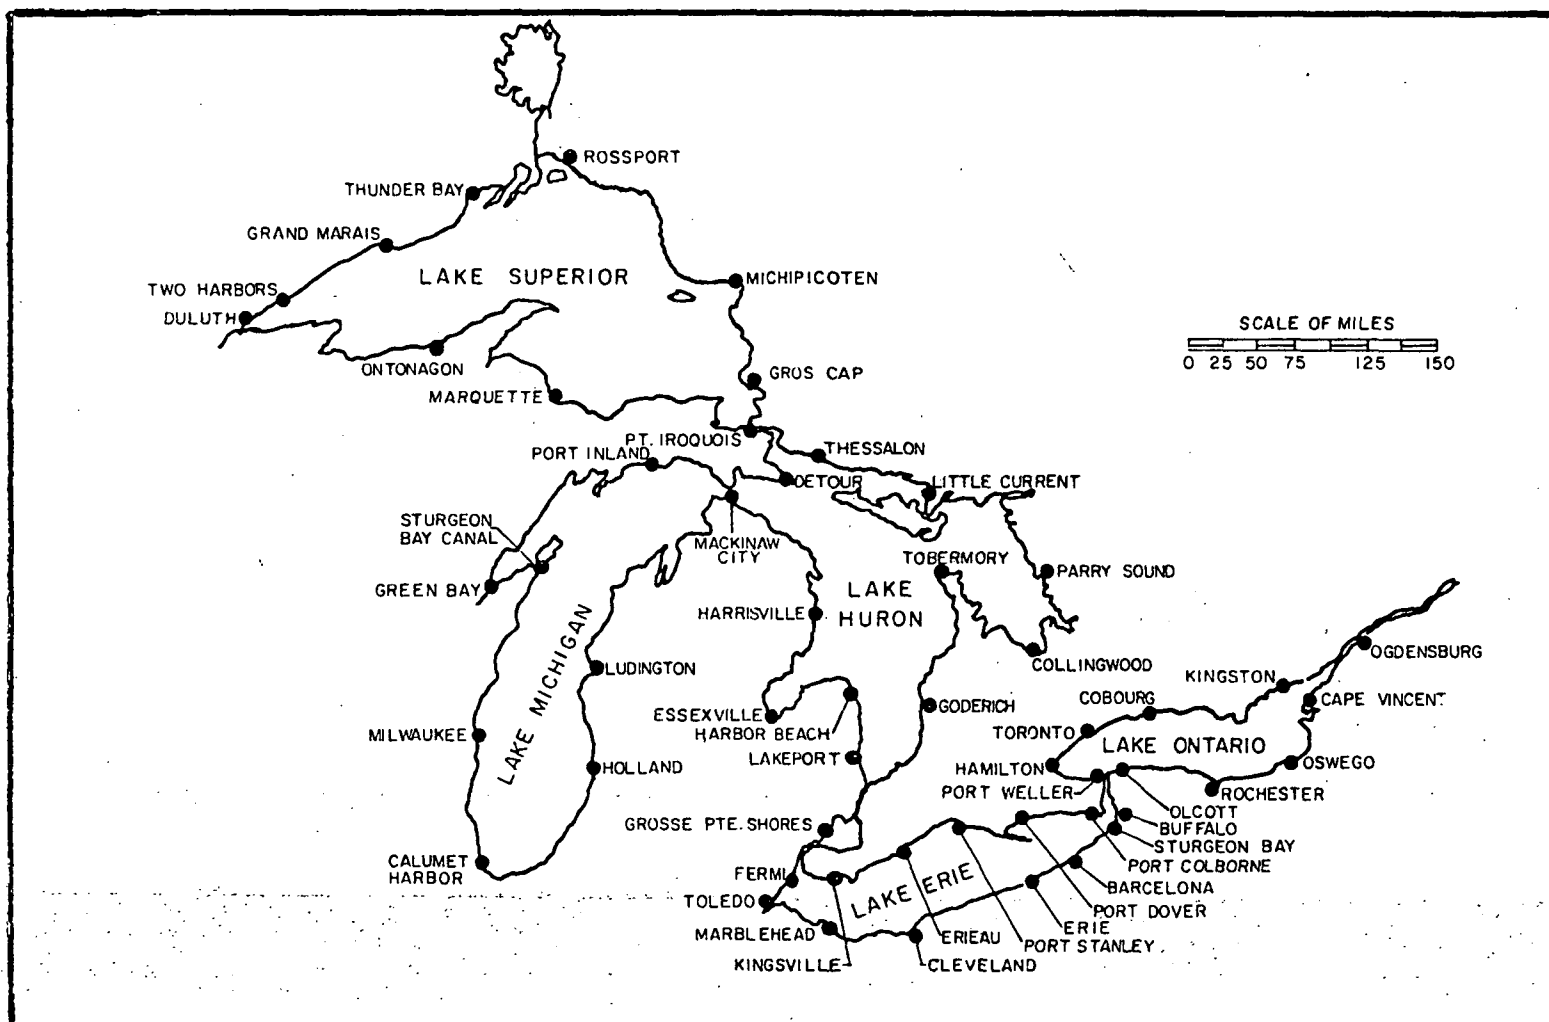 ROSSPORT
THUNDER BAY
GRAND MARAIS
LAKE SUPERIOR
MICHIPICOTEN
TWO HARBORS
DULUTH
SCALE OF MILES
0 25 50 75 125 150
ONTONAGON
GROS CAP
MARQUETTE
PT. IROQUOIS
THESSALON
PORT INLAND
DETOUR
LITTLE CURRENT
STURGEON
BAY CANAL
MACKINAW
CITY
TOBERMORY
PARRY SOUND
GREEN BAY
LAKE
HURON
HARRISVILLE
LAKE MICHIGAN
LUDINGTON
COLLINGWOOD
OGDENSBURG
KINGSTON
COBOURG
CAPE VINCENT
ESSEXVILLE
HARBOR BEACH
GODERICH
MILWAUKEE
TORONTO
LAKE ONTARIO
LAKEPORT
HOLLAND
HAMILTON
OSWEGO
PORT WELLER
ROCHESTER
OLCOTT
GROSSE PTE. SHORES
BUFFALO
STURGEON BAY
CALUMET
HARBOR
PORT COLBORNE
FERMI
LAKE ERIE
BARCELONA
TOLEDO
PORT DOVER
ERIE
MARBLEHEAD
ERIEAU
PORT STANLEY
KINGSVILLE
CLEVELAND